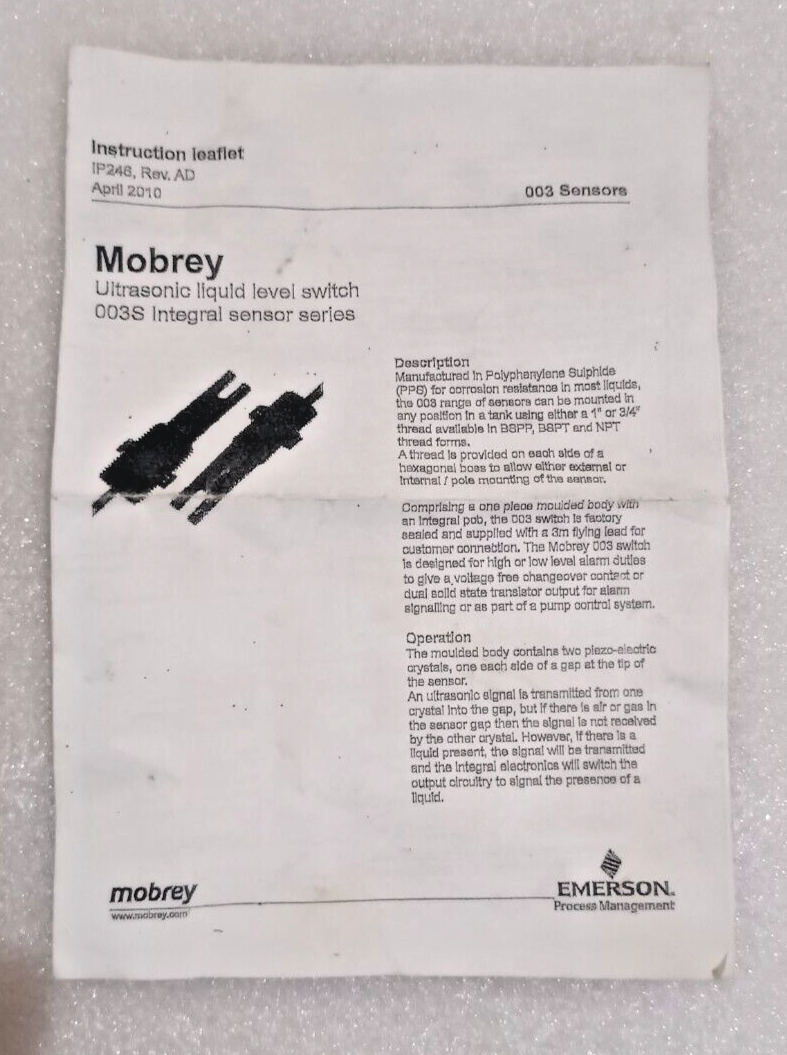 Instruction leaflet
IP246, Rev. AD
April 2010
003 Sensors
Mobrey
Ultrasonic liquid level switch
003S Integral sensor series
Description
Manufactured in Polyphenylene Sulphide
(PPS) for corrosion resistance in most liquids,
the 003 range of sensors can be mounted in
any position in a tank using either a 1" or 3/4"
thread available in BSPP, BSPT and NPT
thread forms.
A thread is provided on each side of a
hexagonal boss to allow either external or
internal / pole mounting of the sensor.
Comprising a one piece moulded body with
an integral pcb, the 003 switch is factory
sealed and supplied with a 3m flying lead for
customer connection. The Mobrey 003 switch
is designed for high or low level alarm duties
to give a voltage free changeover contact or
dual solid state transistor output for alarm
signalling or as part of a pump control system.
Operation
The moulded body contains two piezo-electric
crystals, one each side of a gap at the tip of
the sensor.
An ultrasonic signal is transmitted from one
crystal into the gap, but if there is air or gas in
the sensor gap then the signal is not received
by the other crystal. However, if there is a
liquid present, the signal will be transmitted
and the integral electronics will switch the
output circuitry to signal the presence of a
liquid.
mobrey
www.mobrey.com
EMERSON.
Process Management